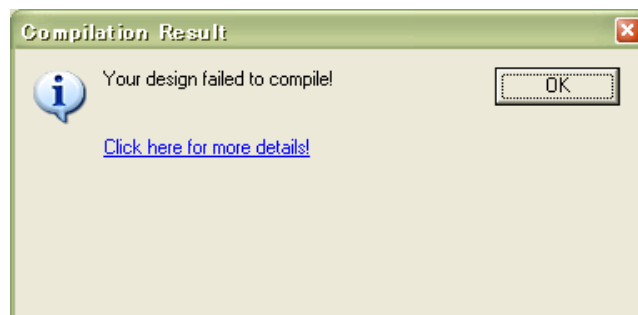 Compilation Result
Your design failed to compile!
OK
Click here for more details!